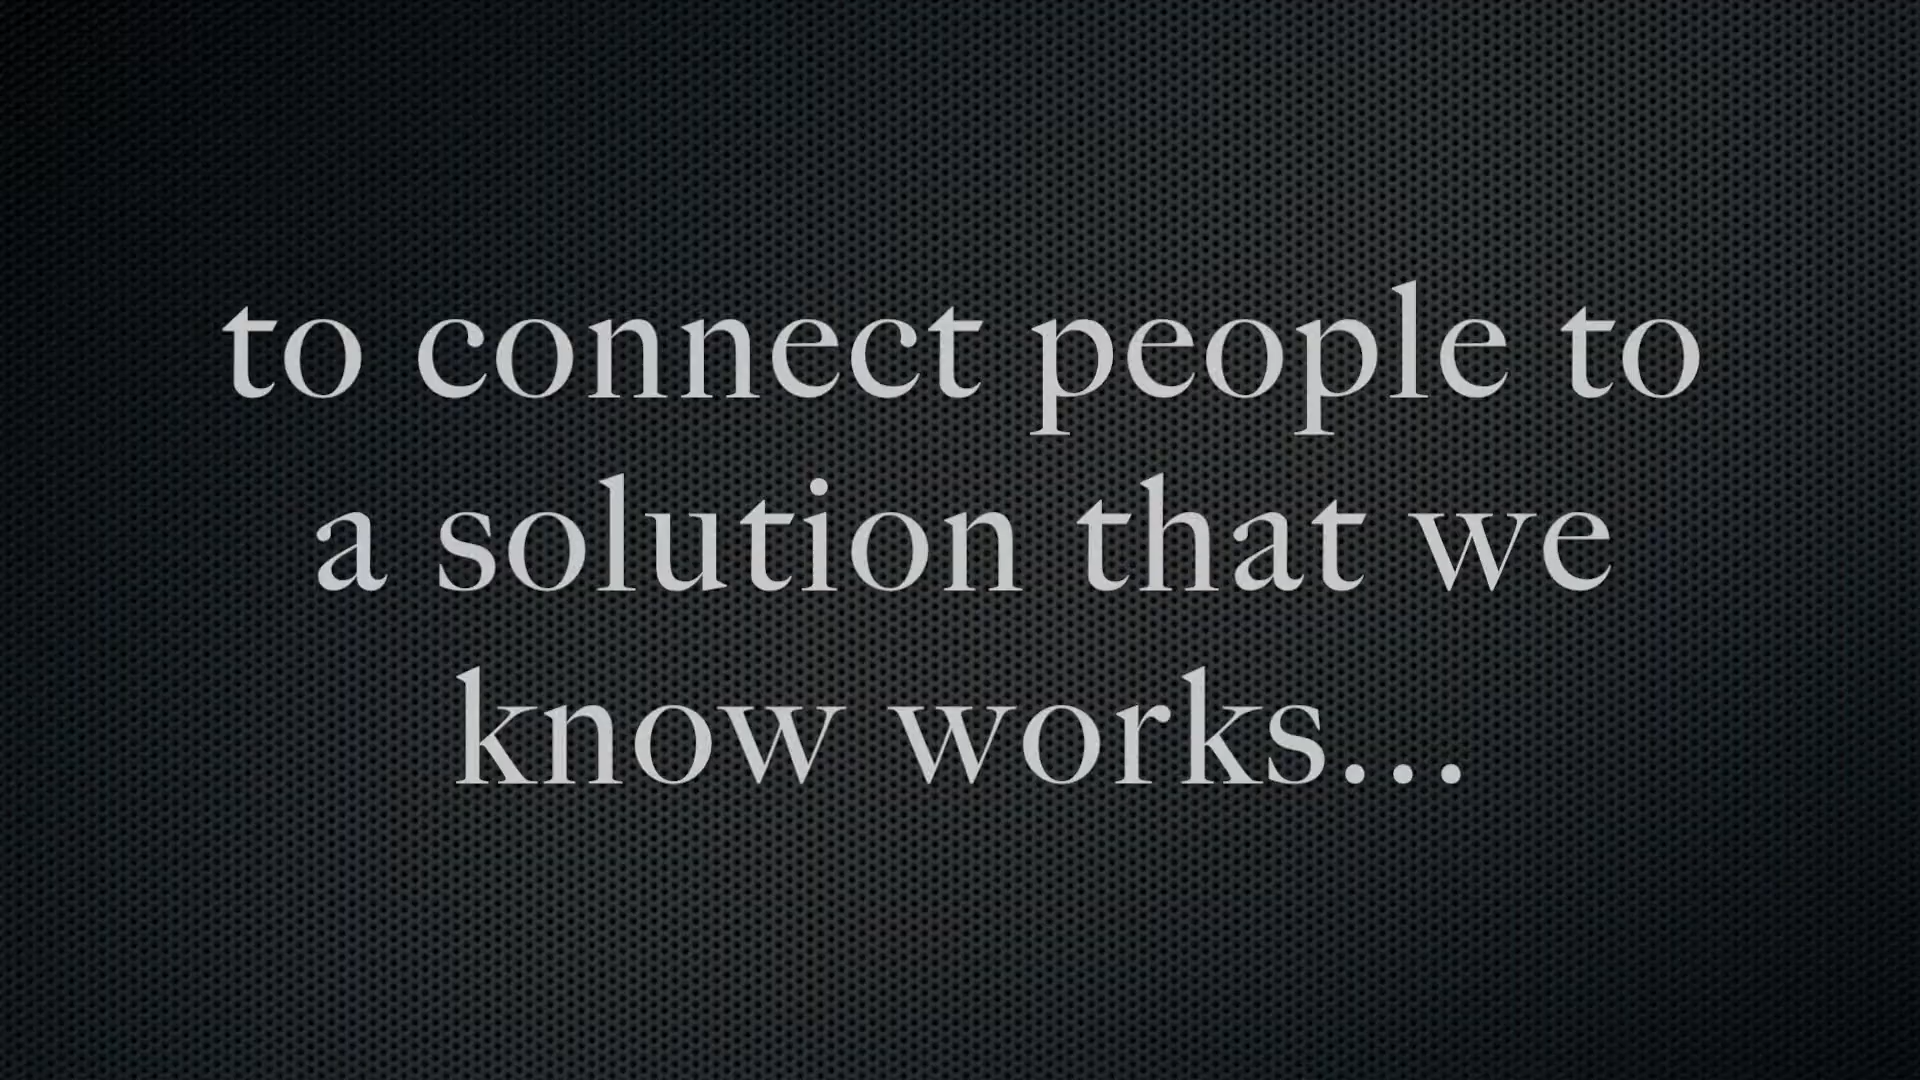 to connect people to
a solution that we
know works...